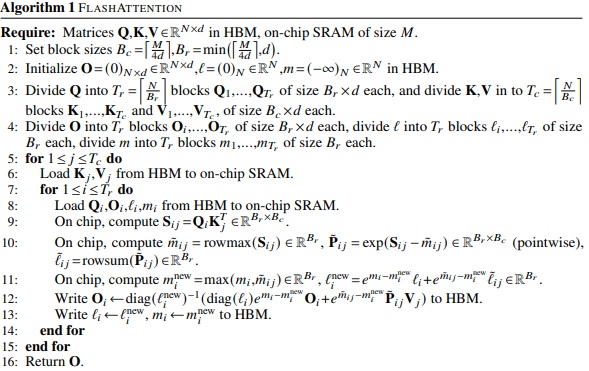 Algorithm 1 FLASHATTENTION
Require: Matrices Q,K,V∈ℝ^{N×d} in HBM, on-chip SRAM of size M.
1: Set block sizes B_c=⌈M/4d⌉,B_r=min(⌈M/4d⌉,d).
2: Initialize O=(0)_{N×d}∈ℝ^{N×d},ℓ=(0)_N∈ℝ^N,m=(-∞)_N∈ℝ^N in HBM.
3: Divide Q into T_r=⌈N/B_r⌉ blocks Q_1,...,Q_{T_r} of size B_r×d each, and divide K,V in to T_c=⌈N/B_c⌉
blocks K_1,...,K_{T_c} and V_1,...,V_{T_c}, of size B_c×d each.
4: Divide O into T_r blocks O_i,...,O_{T_r} of size B_r×d each, divide ℓ into T_r blocks ℓ_i,...,ℓ_{T_r} of size
B_r each, divide m into T_r blocks m_1,...,m_{T_r} of size B_r each.
5: for 1≤j≤T_c do
6: Load K_j,V_j from HBM to on-chip SRAM.
7: for 1≤i≤T_r do
8: Load Q_i,O_i,ℓ_i,m_i from HBM to on-chip SRAM.
9: On chip, compute S_{ij}=Q_iK_j^T∈ℝ^{B_r×B_c}.
10: On chip, compute m̃_{ij}=rowmax(S_{ij})∈ℝ^{B_r}, P̃_{ij}=exp(S_{ij}-m̃_{ij})∈ℝ^{B_r×B_c} (pointwise),
ℓ̃_{ij}=rowsum(P̃_{ij})∈ℝ^{B_r}.
11: On chip, compute m_i^{new}=max(m_i,m̃_{ij})∈ℝ^{B_r}, ℓ_i^{new}=e^{m_i-m_i^{new}}ℓ_i+e^{m̃_{ij}-m_i^{new}}ℓ̃_{ij}∈ℝ^{B_r}.
12: Write O_i←diag(ℓ_i^{new})^{-1}(diag(ℓ_i)e^{m_i-m_i^{new}}O_i+e^{m̃_{ij}-m_i^{new}}P̃_{ij}V_j) to HBM.
13: Write ℓ_i←ℓ_i^{new}, m_i←m_i^{new} to HBM.
14: end for
15: end for
16: Return O.